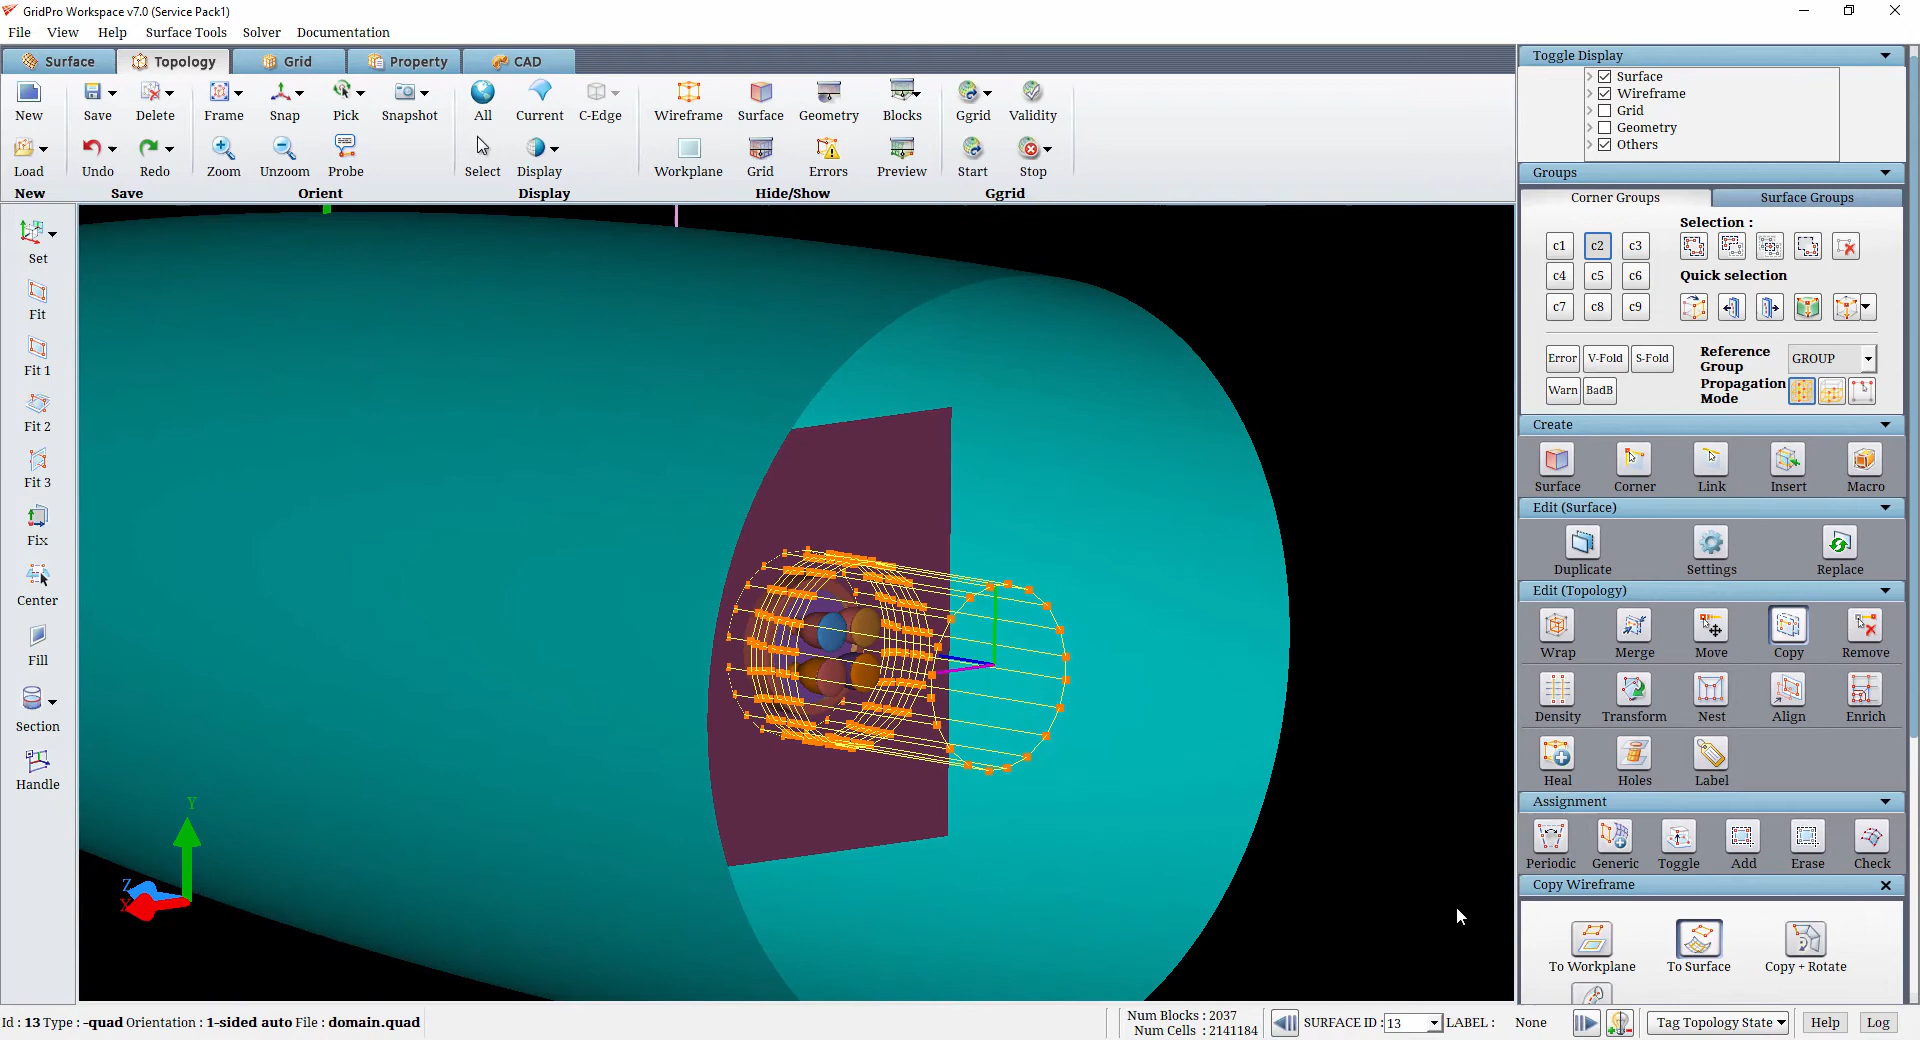 GridPro Workspace v7.0 (Service Pack1)
File View Help Surface Tools Solver Documentation
Surface Topology Grid Property CAD
New Save Delete Frame Snap Pick Snapshot All Current C-Edge Wireframe Surface Geometry Blocks Ggrid Validity
Load Undo Redo Zoom Unzoom Probe Select Display Workplane Grid Errors Preview Start Stop
New Save Orient Display Hide/Show Ggrid
Set
Fit
Fit 1
Fit 2
Fit 3
Fix
Center
Fill
Section
Handle
Y
Z
X
Toggle Display
Surface
Wireframe
Grid
Geometry
Others
Groups
Corner Groups Surface Groups
Selection :
c1 c2 c3
Quick selection
c4 c5 c6
c7 c8 c9
Error V-Fold S-Fold Reference Group GROUP
Warn BadB Propagation Mode
Create
Surface Corner Link Insert Macro
Edit (Surface)
Duplicate Settings Replace
Edit (Topology)
Wrap Merge Move Copy Remove
Density Transform Nest Align Enrich
Heal Holes Label
Assignment
Periodic Generic Toggle Add Erase Check
Copy Wireframe
To Workplane To Surface Copy + Rotate
Id : 13 Type : -quad Orientation : 1-sided auto File : domain.quad
Num Blocks : 2037
Num Cells : 2141184
SURFACE ID : 13 LABEL : None Tag Topology State Help Log